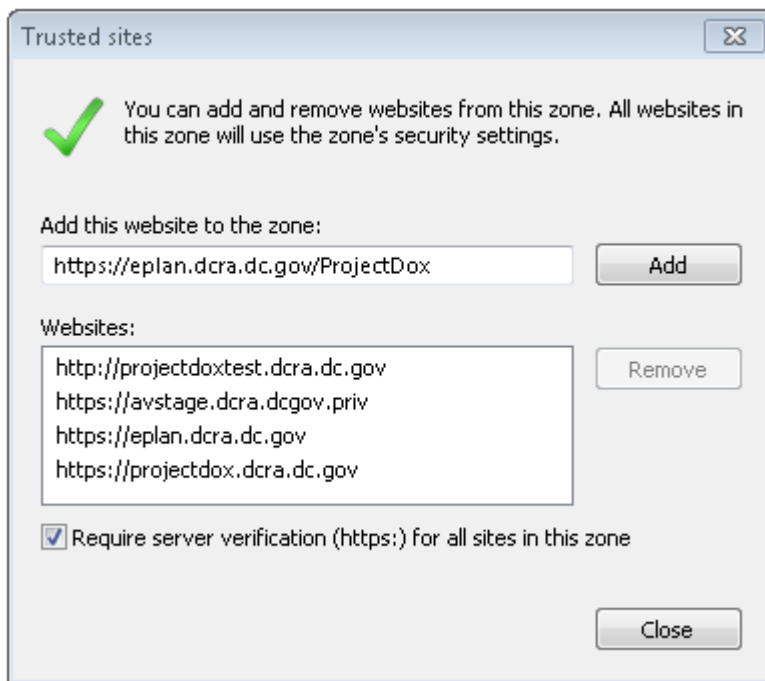 Trusted sites
You can add and remove websites from this zone. All websites in
this zone will use the zone's security settings.
Add this website to the zone:
https://eplan.dcra.dc.gov/ProjectDox
Add
Websites:
http://projectdoxtest.dcra.dc.gov
https://avstage.dcra.dcgov.priv
https://eplan.dcra.dc.gov
https://projectdox.dcra.dc.gov
Remove
Require server verification (https:) for all sites in this zone
Close